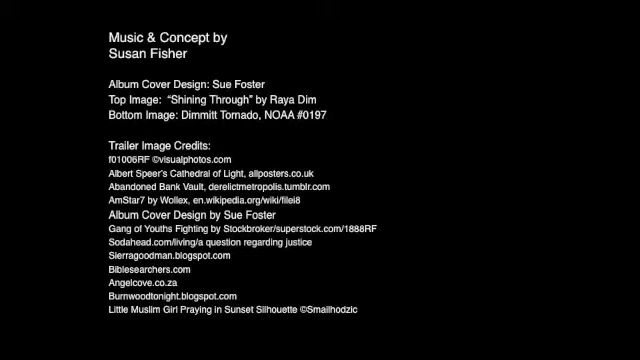 Music & Concept by
Susan Fisher
Album Cover Design: Sue Foster
Top Image:  “Shining Through” by Raya Dim
Bottom Image: Dimmitt Tornado, NOAA #0197
Trailer Image Credits:
f01006RF ©visualphotos.com
Albert Speer’s Cathedral of Light, allposters.co.uk
Abandoned Bank Vault, derelictmetropolis.tumblr.com
AmStar7 by Wollex, en.wikipedia.org/wiki/filei8
Album Cover Design by Sue Foster
Gang of Youths Fighting by Stockbroker/superstock.com/1888RF
Sodahead.com/living/a question regarding justice
Sierragoodman.blogspot.com
Biblesearchers.com
Angelcove.co.za
Burnwoodtonight.blogspot.com
Little Muslim Girl Praying in Sunset Silhouette ©Smailhodzic